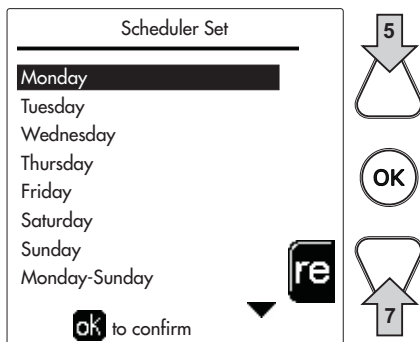 Scheduler Set
5
Monday
Tuesday
Wednesday
Thursday
OK
Friday
Saturday
Sunday
Monday-Sunday
re
ok to confirm
7